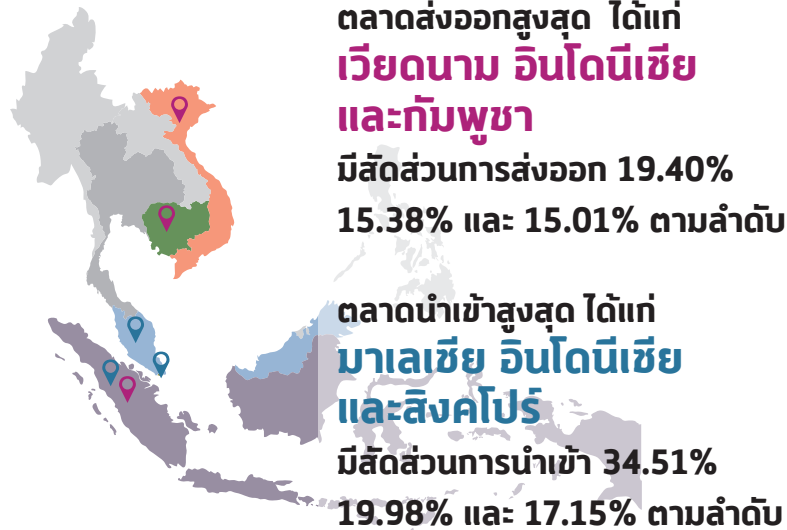 ตลาดส่งออกสูงสุด ได้แก่
เวียดนาม อินโดนีเซีย
และกัมพูชา
มีสัดส่วนการส่งออก 19.40%
15.38% และ 15.01% ตามลำดับ
ตลาดนำเข้าสูงสุด ได้แก่
มาเลเซีย อินโดนีเซีย
และสิงคโปร์
มีสัดส่วนการนำเข้า 34.51%
19.98% และ 17.15% ตามลำดับ